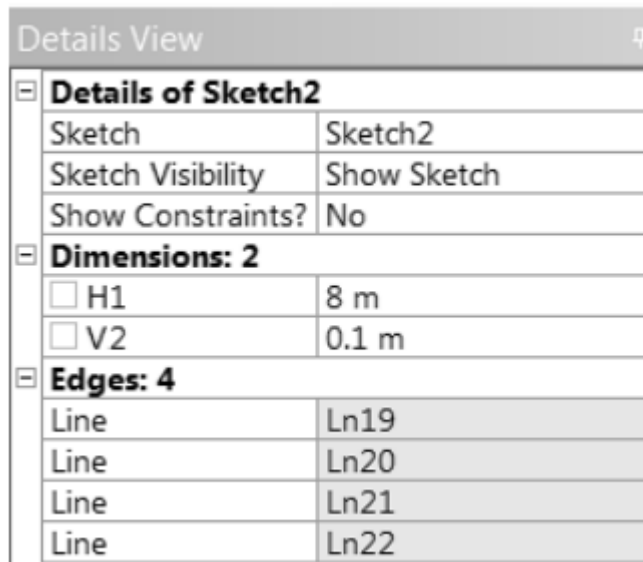 Details View
Details of Sketch2
Sketch Sketch2
Sketch Visibility Show Sketch
Show Constraints? No
Dimensions: 2
H1 8 m
V2 0.1 m
Edges: 4
Line Ln19
Line Ln20
Line Ln21
Line Ln22